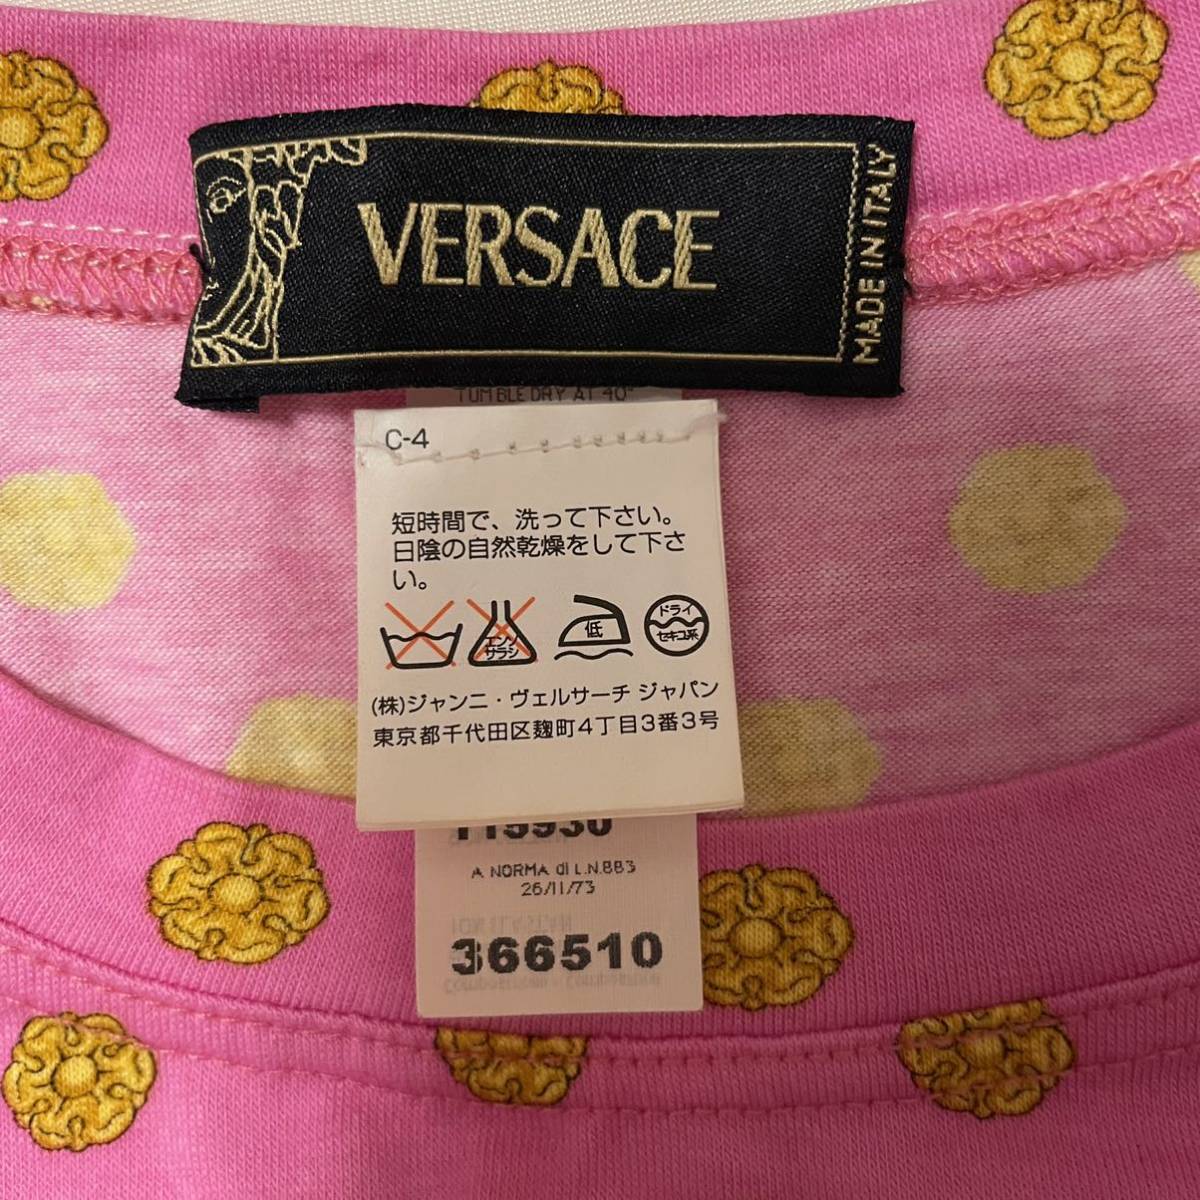 VERSACE
MADE IN ITALY
TUMBLE DRY AT 40°
C-4
短時間で、洗って下さい。
日陰の自然乾燥をして下さ
い。
エンソ
サラシ
低
ドライ
セキユ系
(株)ジャンニ・ヴェルサーチ ジャパン
東京都千代田区麹町4丁目3番3号
115930
A NORMA di L.N.883
26/11/73
366510